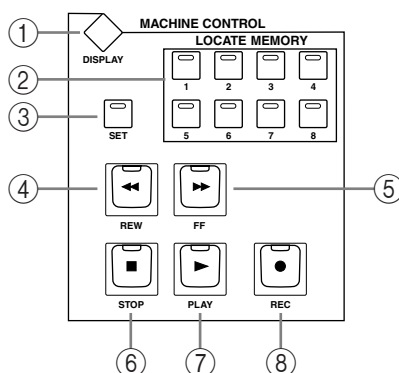 MACHINE CONTROL
① DISPLAY
LOCATE MEMORY
② 1 2 3 4
5 6 7 8
③ SET
④ REW FF ⑤
STOP PLAY REC
⑥ ⑦ ⑧